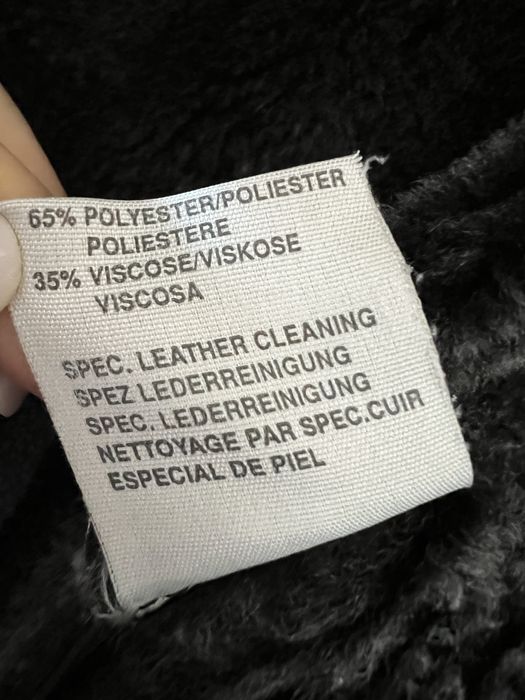 65% POLYESTER/POLIESTER
POLIESTERE
35% VISCOSE/VISKOSE
VISCOSA
SPEC. LEATHER CLEANING
SPEZ LEDERREINIGUNG
SPEC. LEDERREINIGUNG
NETTOYAGE PAR SPEC.CUIR
ESPECIAL DE PIEL